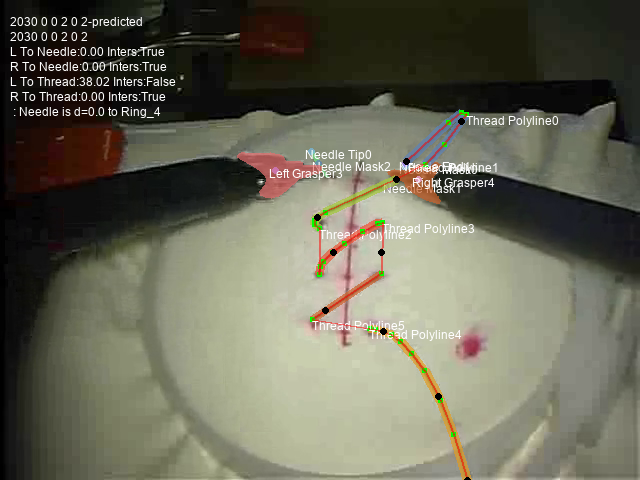 2030 0 0 2 0 2-predicted
2030 0 0 2 0 2
L To Needle:0.00 Inters:True
R To Needle:0.00 Inters:True
L To Thread:38.02 Inters:False
R To Thread:0.00 Inters:True
: Needle is d=0.0 to Ring_4
Thread Polyline0
Needle Tip0
Needle Mask2
Left Grasper3
Right Grasper4
Needle Mask1
Thread Polyline2
Thread Polyline3
Thread Polyline5
Thread Polyline4